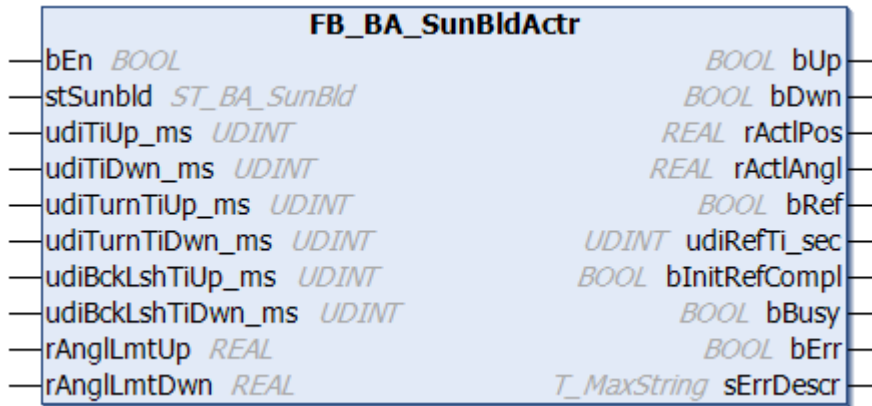 FB_BA_SunBldActr
bEn BOOL BOOL bUp
stSunbld ST_BA_SunBld BOOL bDwn
udiTiUp_ms UDINT REAL rActlPos
udiTiDwn_ms UDINT REAL rActlAngl
udiTurnTiUp_ms UDINT BOOL bRef
udiTurnTiDwn_ms UDINT UDINT udiRefTi_sec
udiBckLshTiUp_ms UDINT BOOL bInitRefCompl
udiBckLshTiDwn_ms UDINT BOOL bBusy
rAnglLmtUp REAL BOOL bErr
rAnglLmtDwn REAL T_MaxString sErrDescr